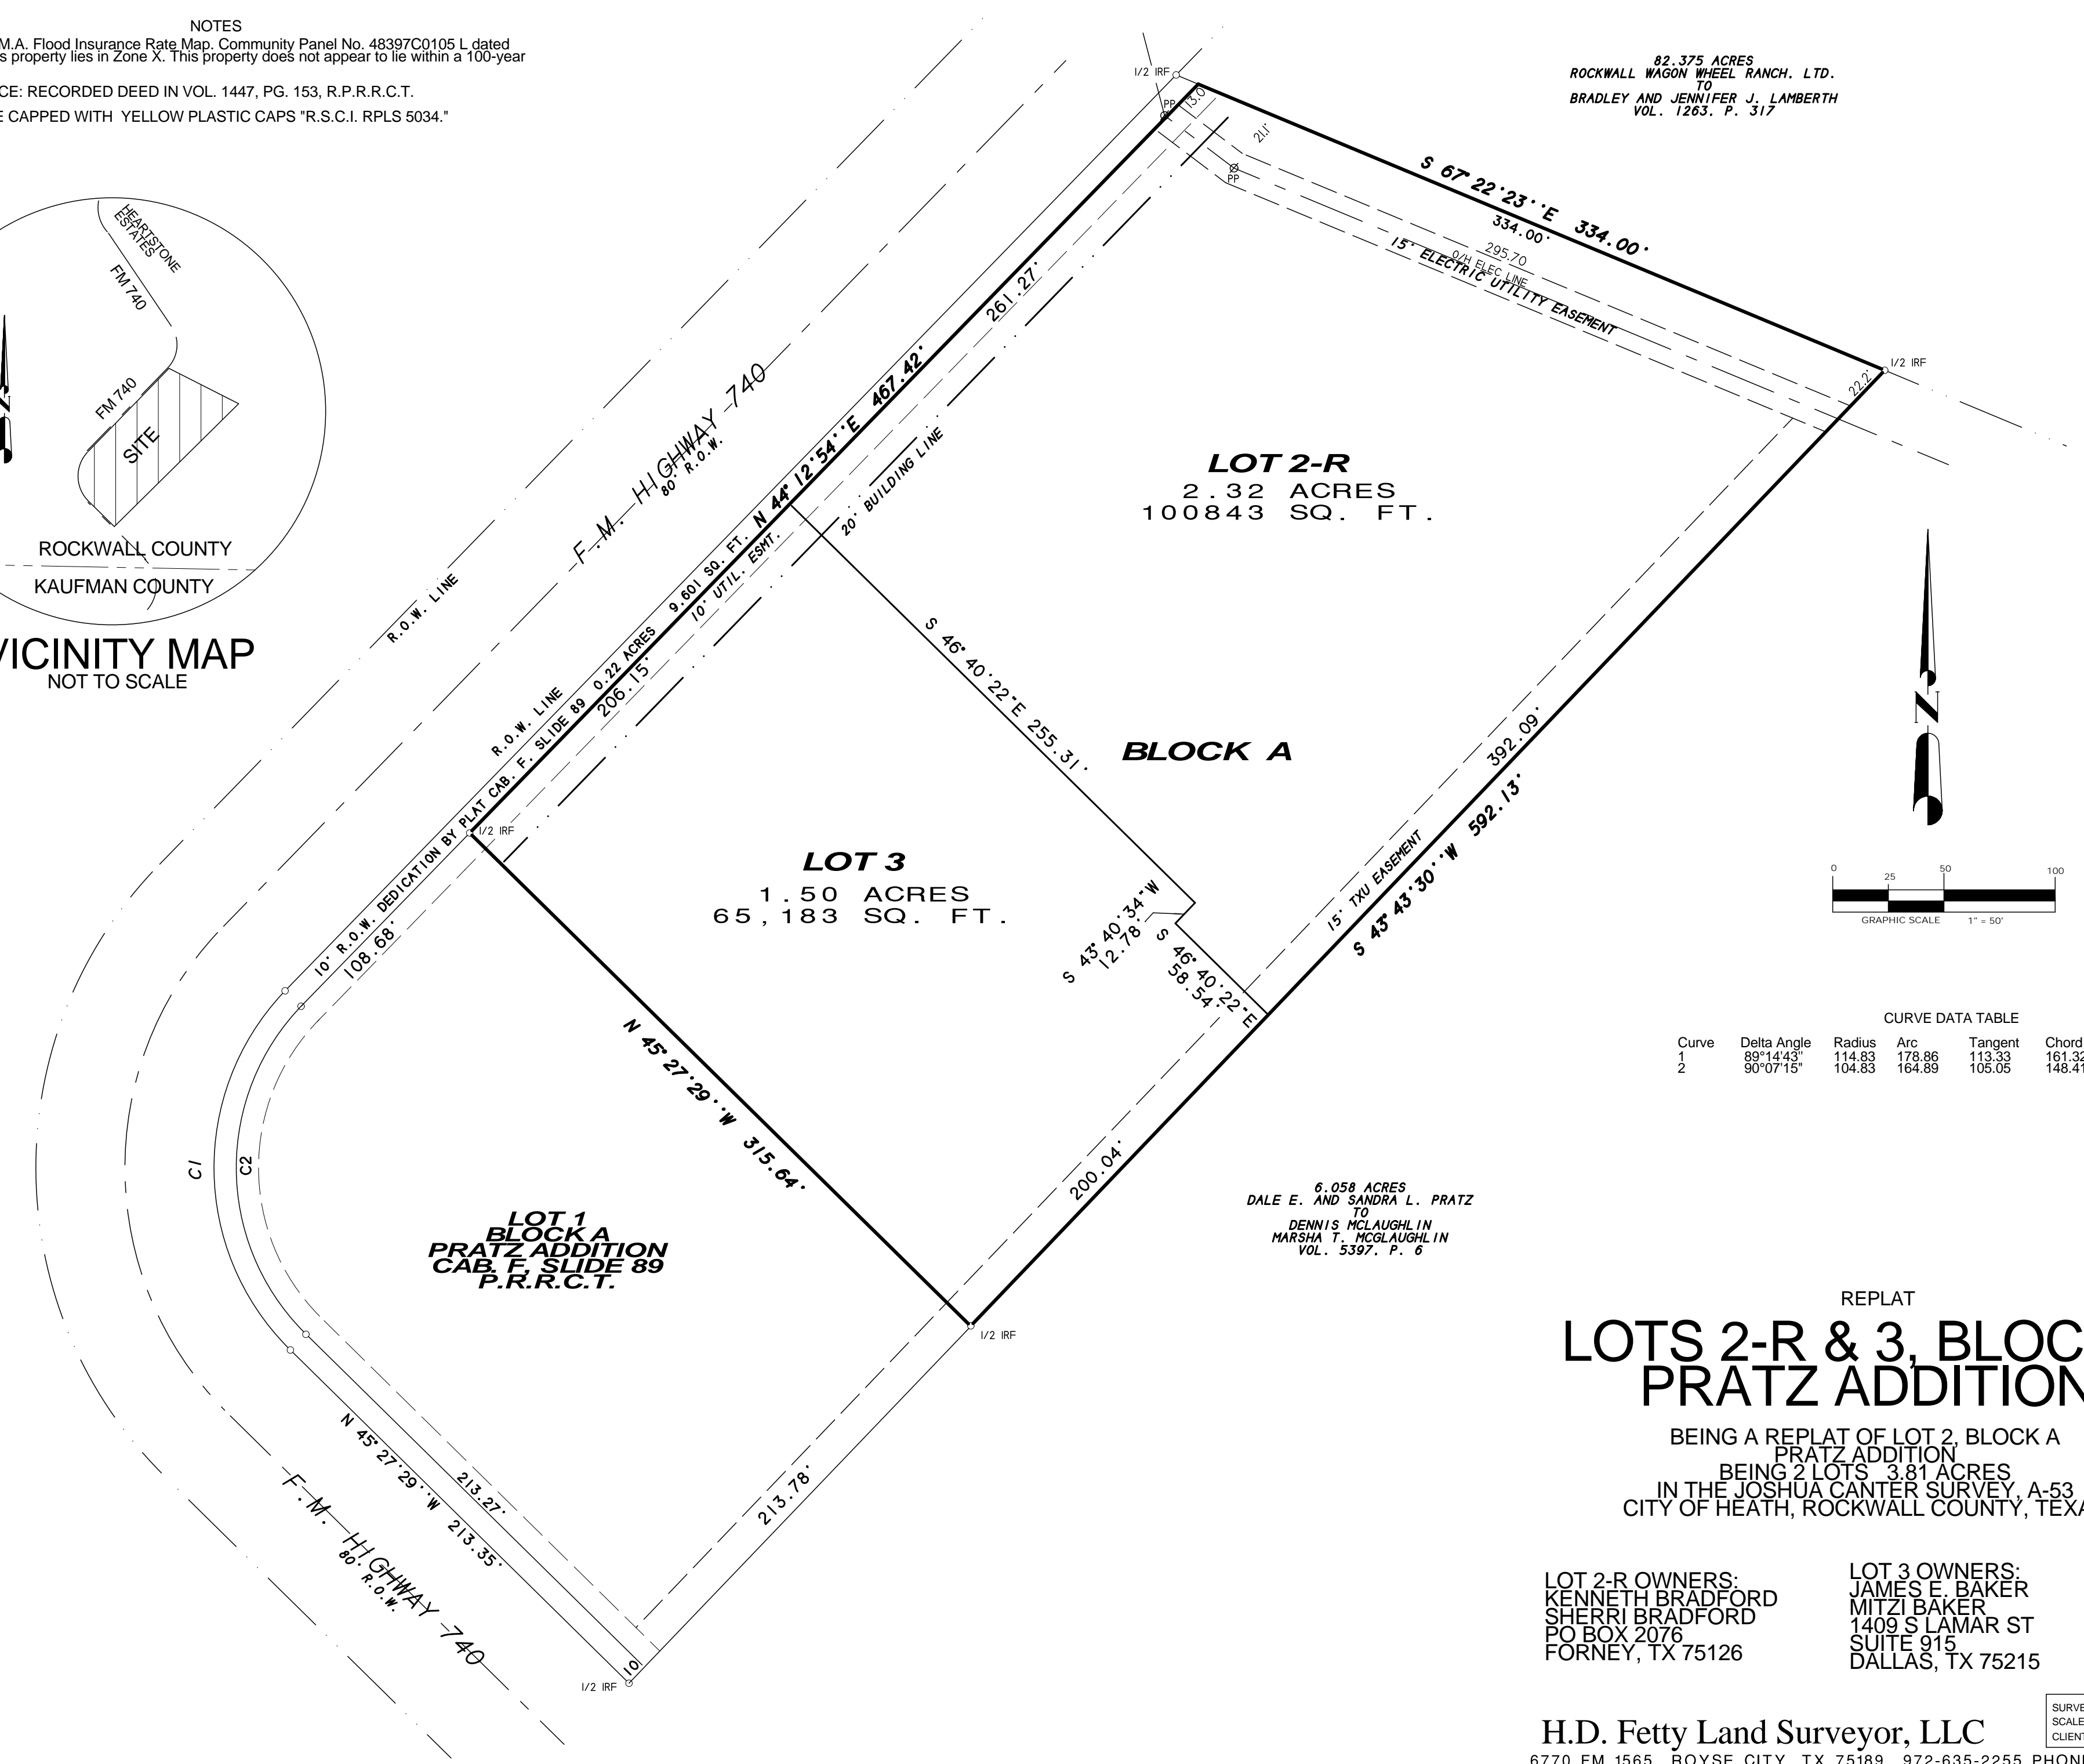 NOTES
M.A. Flood Insurance Rate Map. Community Panel No. 48397C0105 L dated
s property lies in Zone X. This property does not appear to lie within a 100-year
CE: RECORDED DEED IN VOL. 1447, PG. 153, R.P.R.R.C.T.
E CAPPED WITH YELLOW PLASTIC CAPS "R.S.C.I. RPLS 5034."
HEARTSTONE
ESTATES
FM 740
FM 740
SITE
ROCKWALL COUNTY
KAUFMAN COUNTY
VICINITY MAP
NOT TO SCALE
1/2 IRF
PP
13.0'
21.1'
PP
82.375 ACRES
ROCKWALL WAGON WHEEL RANCH. LTD.
TO
BRADLEY AND JENNIFER J. LAMBERTH
VOL. 1263. P. 317
S 67°22'23''E 334.00'
334.00'
295.70
O/H ELEC LINE
15' ELECTRIC UTILITY EASEMENT
1/2 IRF
22.2'
261.27'
N 44°12'54''E 467.42'
F.M. HIGHWAY 740
80' R.O.W.
20' BUILDING LINE
10' UTIL. ESMT.
R.O.W. LINE
R.O.W. LINE
10' R.O.W. DEDICATION BY PLAT CAB. F. SLIDE 89 0.22 ACRES 9.601 SQ. FT.
206.15'
108.68'
1/2 IRF
LOT 2-R
2.32 ACRES
100843 SQ. FT.
S 46°40'22"E 255.31'
BLOCK A
392.09'
S 43°43'30''W 592.13'
15' TXU EASEMENT
LOT 3
1.50 ACRES
65,183 SQ. FT.
S 43°40'34"W
12.78'
S 46°40'22"E
58.54'
N
0
25
50
100
GRAPHIC SCALE 1" = 50'
CURVE DATA TABLE
Curve Delta Angle Radius Arc Tangent Chord
1 89°14'43" 114.83 178.86 113.33 161.32
2 90°07'15" 104.83 164.89 105.05 148.41
N 45°27'29''W 315.64'
200.04'
C1
C2
6.058 ACRES
DALE E. AND SANDRA L. PRATZ
TO
DENNIS MCLAUGHLIN
MARSHA T. MCGLAUGHLIN
VOL. 5397. P. 6
LOT 1
BLOCK A
PRATZ ADDITION
CAB. F, SLIDE 89
P.R.R.C.T.
1/2 IRF
N 45°27'29''W 213.35'
213.27'
213.78'
F.M. HIGHWAY 740
80' R.O.W.
10'
1/2 IRF
REPLAT
LOTS 2-R & 3, BLOC
PRATZ ADDITION
BEING A REPLAT OF LOT 2, BLOCK A
PRATZ ADDITION
BEING 2 LOTS 3.81 ACRES
IN THE JOSHUA CANTER SURVEY, A-53
CITY OF HEATH, ROCKWALL COUNTY, TEXA
LOT 2-R OWNERS:
KENNETH BRADFORD
SHERRI BRADFORD
PO BOX 2076
FORNEY, TX 75126
LOT 3 OWNERS:
JAMES E. BAKER
MITZI BAKER
1409 S LAMAR ST
SUITE 915
DALLAS, TX 75215
H.D. Fetty Land Surveyor, LLC
6770 FM 1565 ROYSE CITY, TX 75189 972-635-2255 PHON
SURVE
SCALE
CLIENT